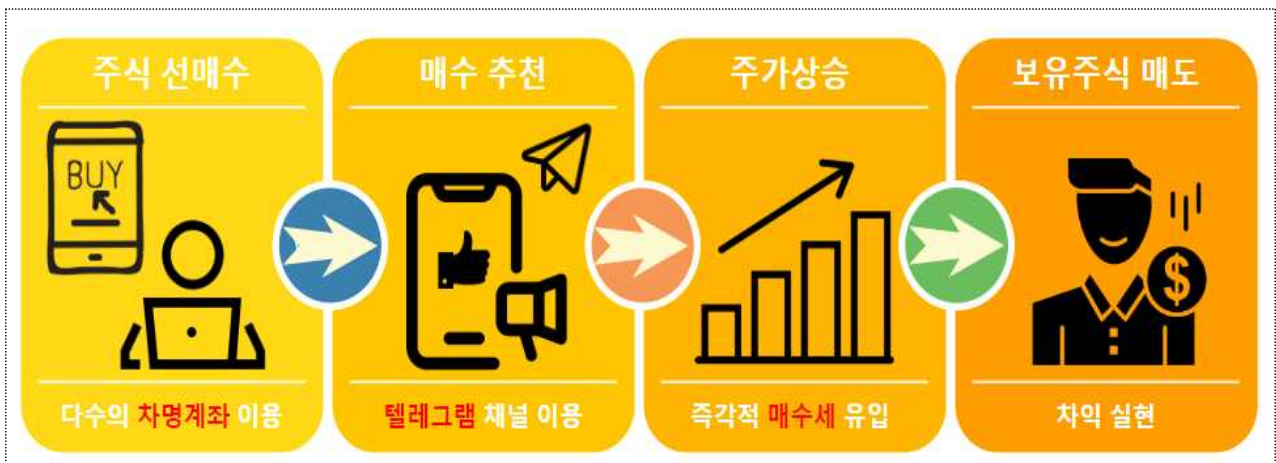 주식 선매수
BUY
다수의 차명계좌 이용
매수 추천
텔레그램 채널 이용
주가상승
즉각적 매수세 유입
보유주식 매도
$
차익 실현